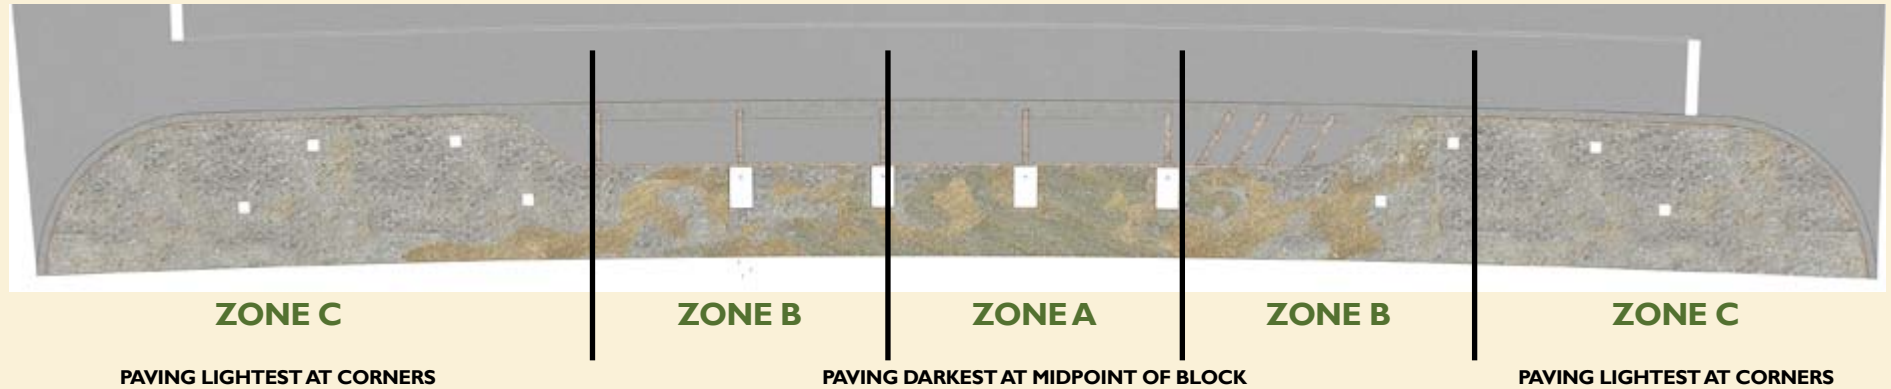 ZONE C
ZONE B
ZONE A
ZONE B
ZONE C
PAVING LIGHTEST AT CORNERS
PAVING DARKEST AT MIDPOINT OF BLOCK
PAVING LIGHTEST AT CORNERS